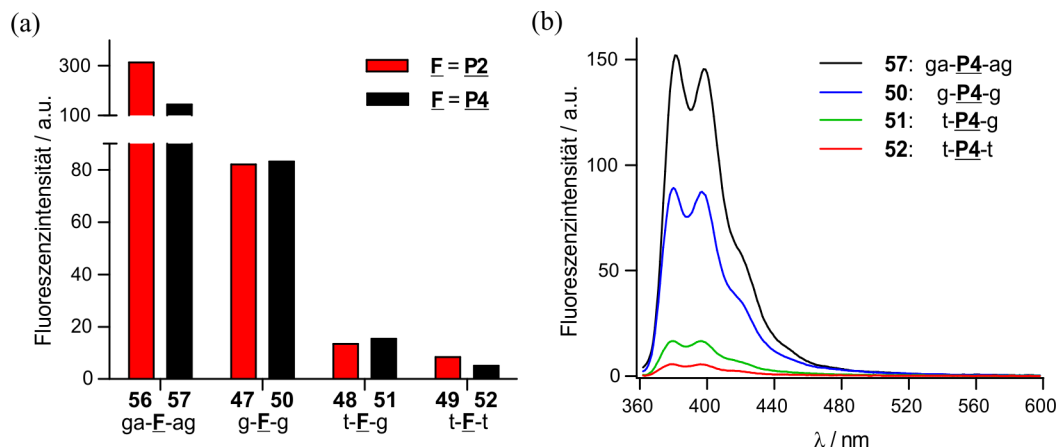 (a)
Fluoreszenzintensität / a.u.
300
100
80
60
40
20
0
F = P2
F = P4
56 57 47 50 48 51 49 52
ga-F-ag g-F-g t-F-g t-F-t
(b)
Fluoreszenzintensität / a.u.
150
100
50
0
57: ga-P4-ag
50: g-P4-g
51: t-P4-g
52: t-P4-t
360 400 440 480 520 560 600
λ / nm